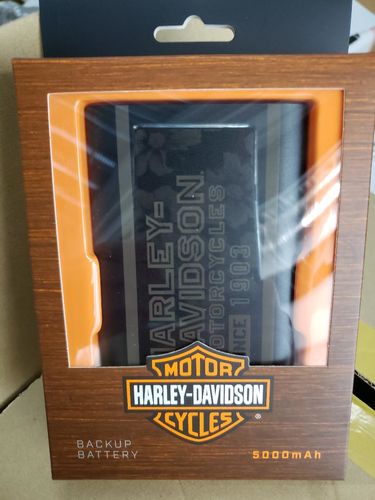 HARLEY-
DAVIDSON
MOTORCYCLES
SINCE 1903
MOTOR
HARLEY-DAVIDSON
CYCLES
®
BACKUP
BATTERY
5000mAh